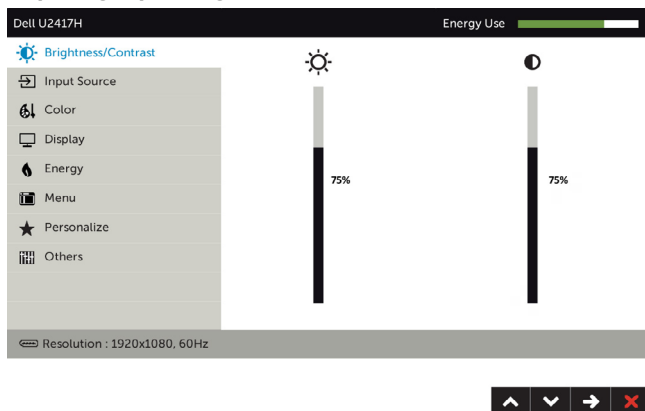 Dell U2417H
Energy Use
Brightness/Contrast
Input Source
Color
Display
Energy
Menu
Personalize
Others
75%
75%
Resolution : 1920x1080, 60Hz